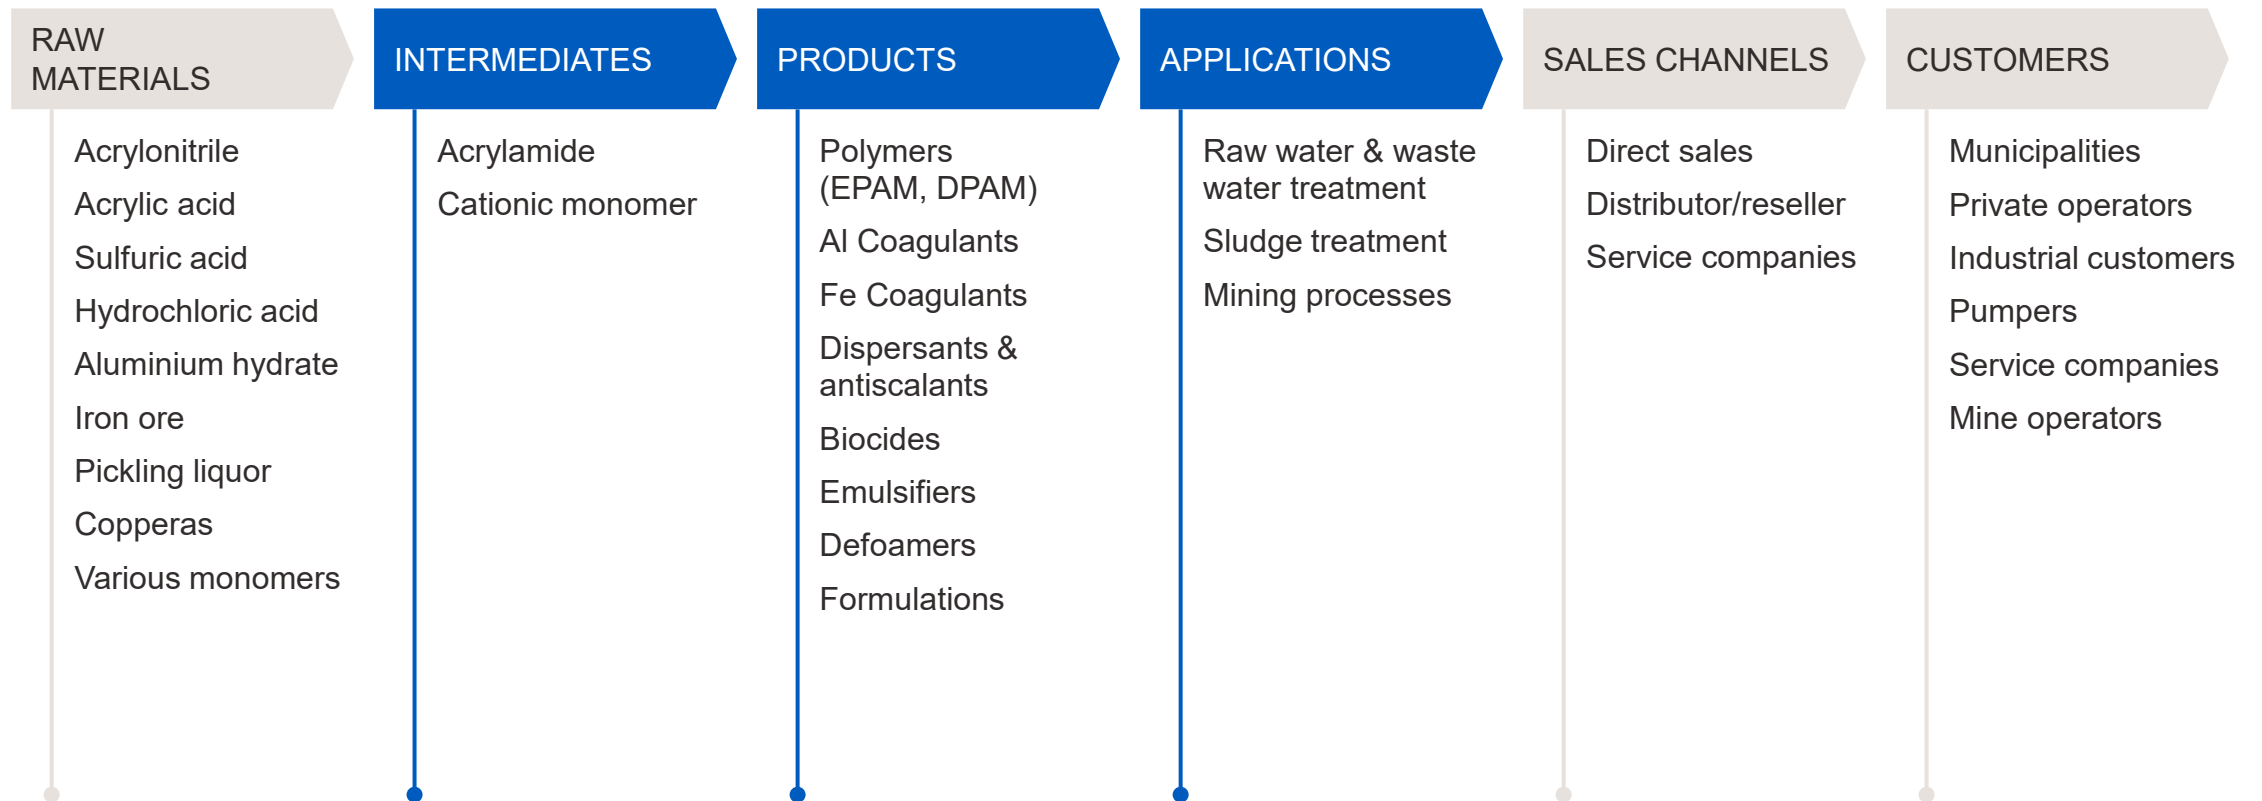 RAW
MATERIALS
Acrylonitrile
Acrylic acid
Sulfuric acid
Hydrochloric acid
Aluminium hydrate
Iron ore
Pickling liquor
Copperas
Various monomers
INTERMEDIATES
Acrylamide
Cationic monomer
PRODUCTS
Polymers
(EPAM, DPAM)
Al Coagulants
Fe Coagulants
Dispersants &
antiscalants
Biocides
Emulsifiers
Defoamers
Formulations
APPLICATIONS
Raw water & waste
water treatment
Sludge treatment
Mining processes
SALES CHANNELS
Direct sales
Distributor/reseller
Service companies
CUSTOMERS
Municipalities
Private operators
Industrial customers
Pumpers
Service companies
Mine operators